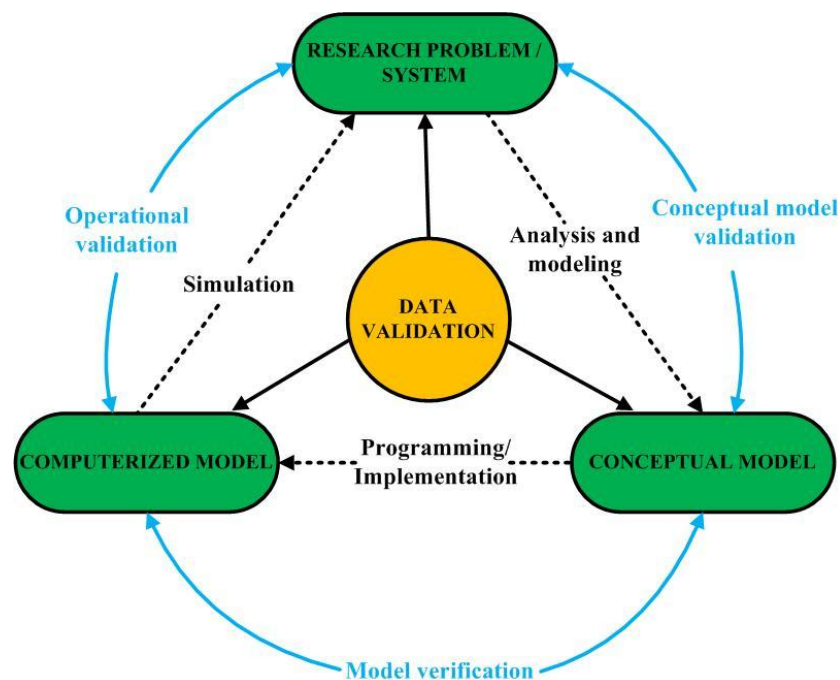 RESEARCH PROBLEM /
SYSTEM
Operational
validation
Conceptual model
validation
Analysis and
modeling
Simulation
DATA
VALIDATION
COMPUTERIZED MODEL
Programming/
Implementation
CONCEPTUAL MODEL
Model verification